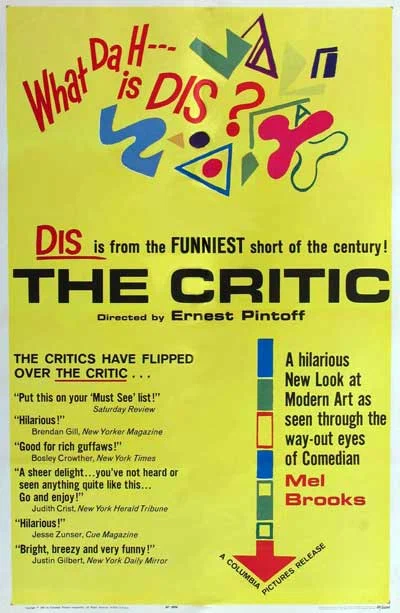 What Da H---
is DIS?
DIS is from the FUNNIEST short of the century!
THE CRITIC
Directed by Ernest Pintoff
THE CRITICS HAVE FLIPPED
OVER THE CRITIC . . .
“Put this on your ‘Must See’ list!”
Saturday Review
“Hilarious!”
Brendan Gill, New Yorker Magazine
“Good for rich guffaws!”
Bosley Crowther, New York Times
“A sheer delight...you’ve not heard or
seen anything quite like this...
Go and enjoy!”
Judith Crist, New York Herald Tribune
“Hilarious!”
Jesse Zunser, Cue Magazine
“Bright, breezy and very funny!”
Justin Gilbert, New York Daily Mirror
A hilarious
New Look at
Modern Art as
seen through the
way-out eyes
of Comedian
Mel
Brooks
A COLUMBIA PICTURES RELEASE